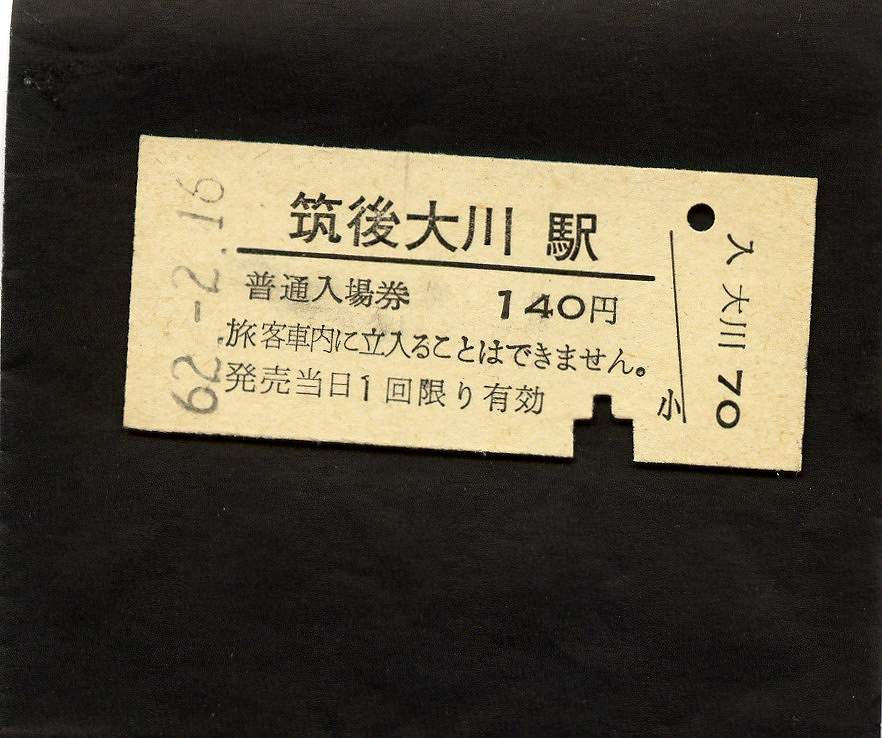 筑後大川駅
普通入場券 140円
旅客車内に立入ることはできません。
発売当日1回限り有効
62.-2.16
小
入 大川 70